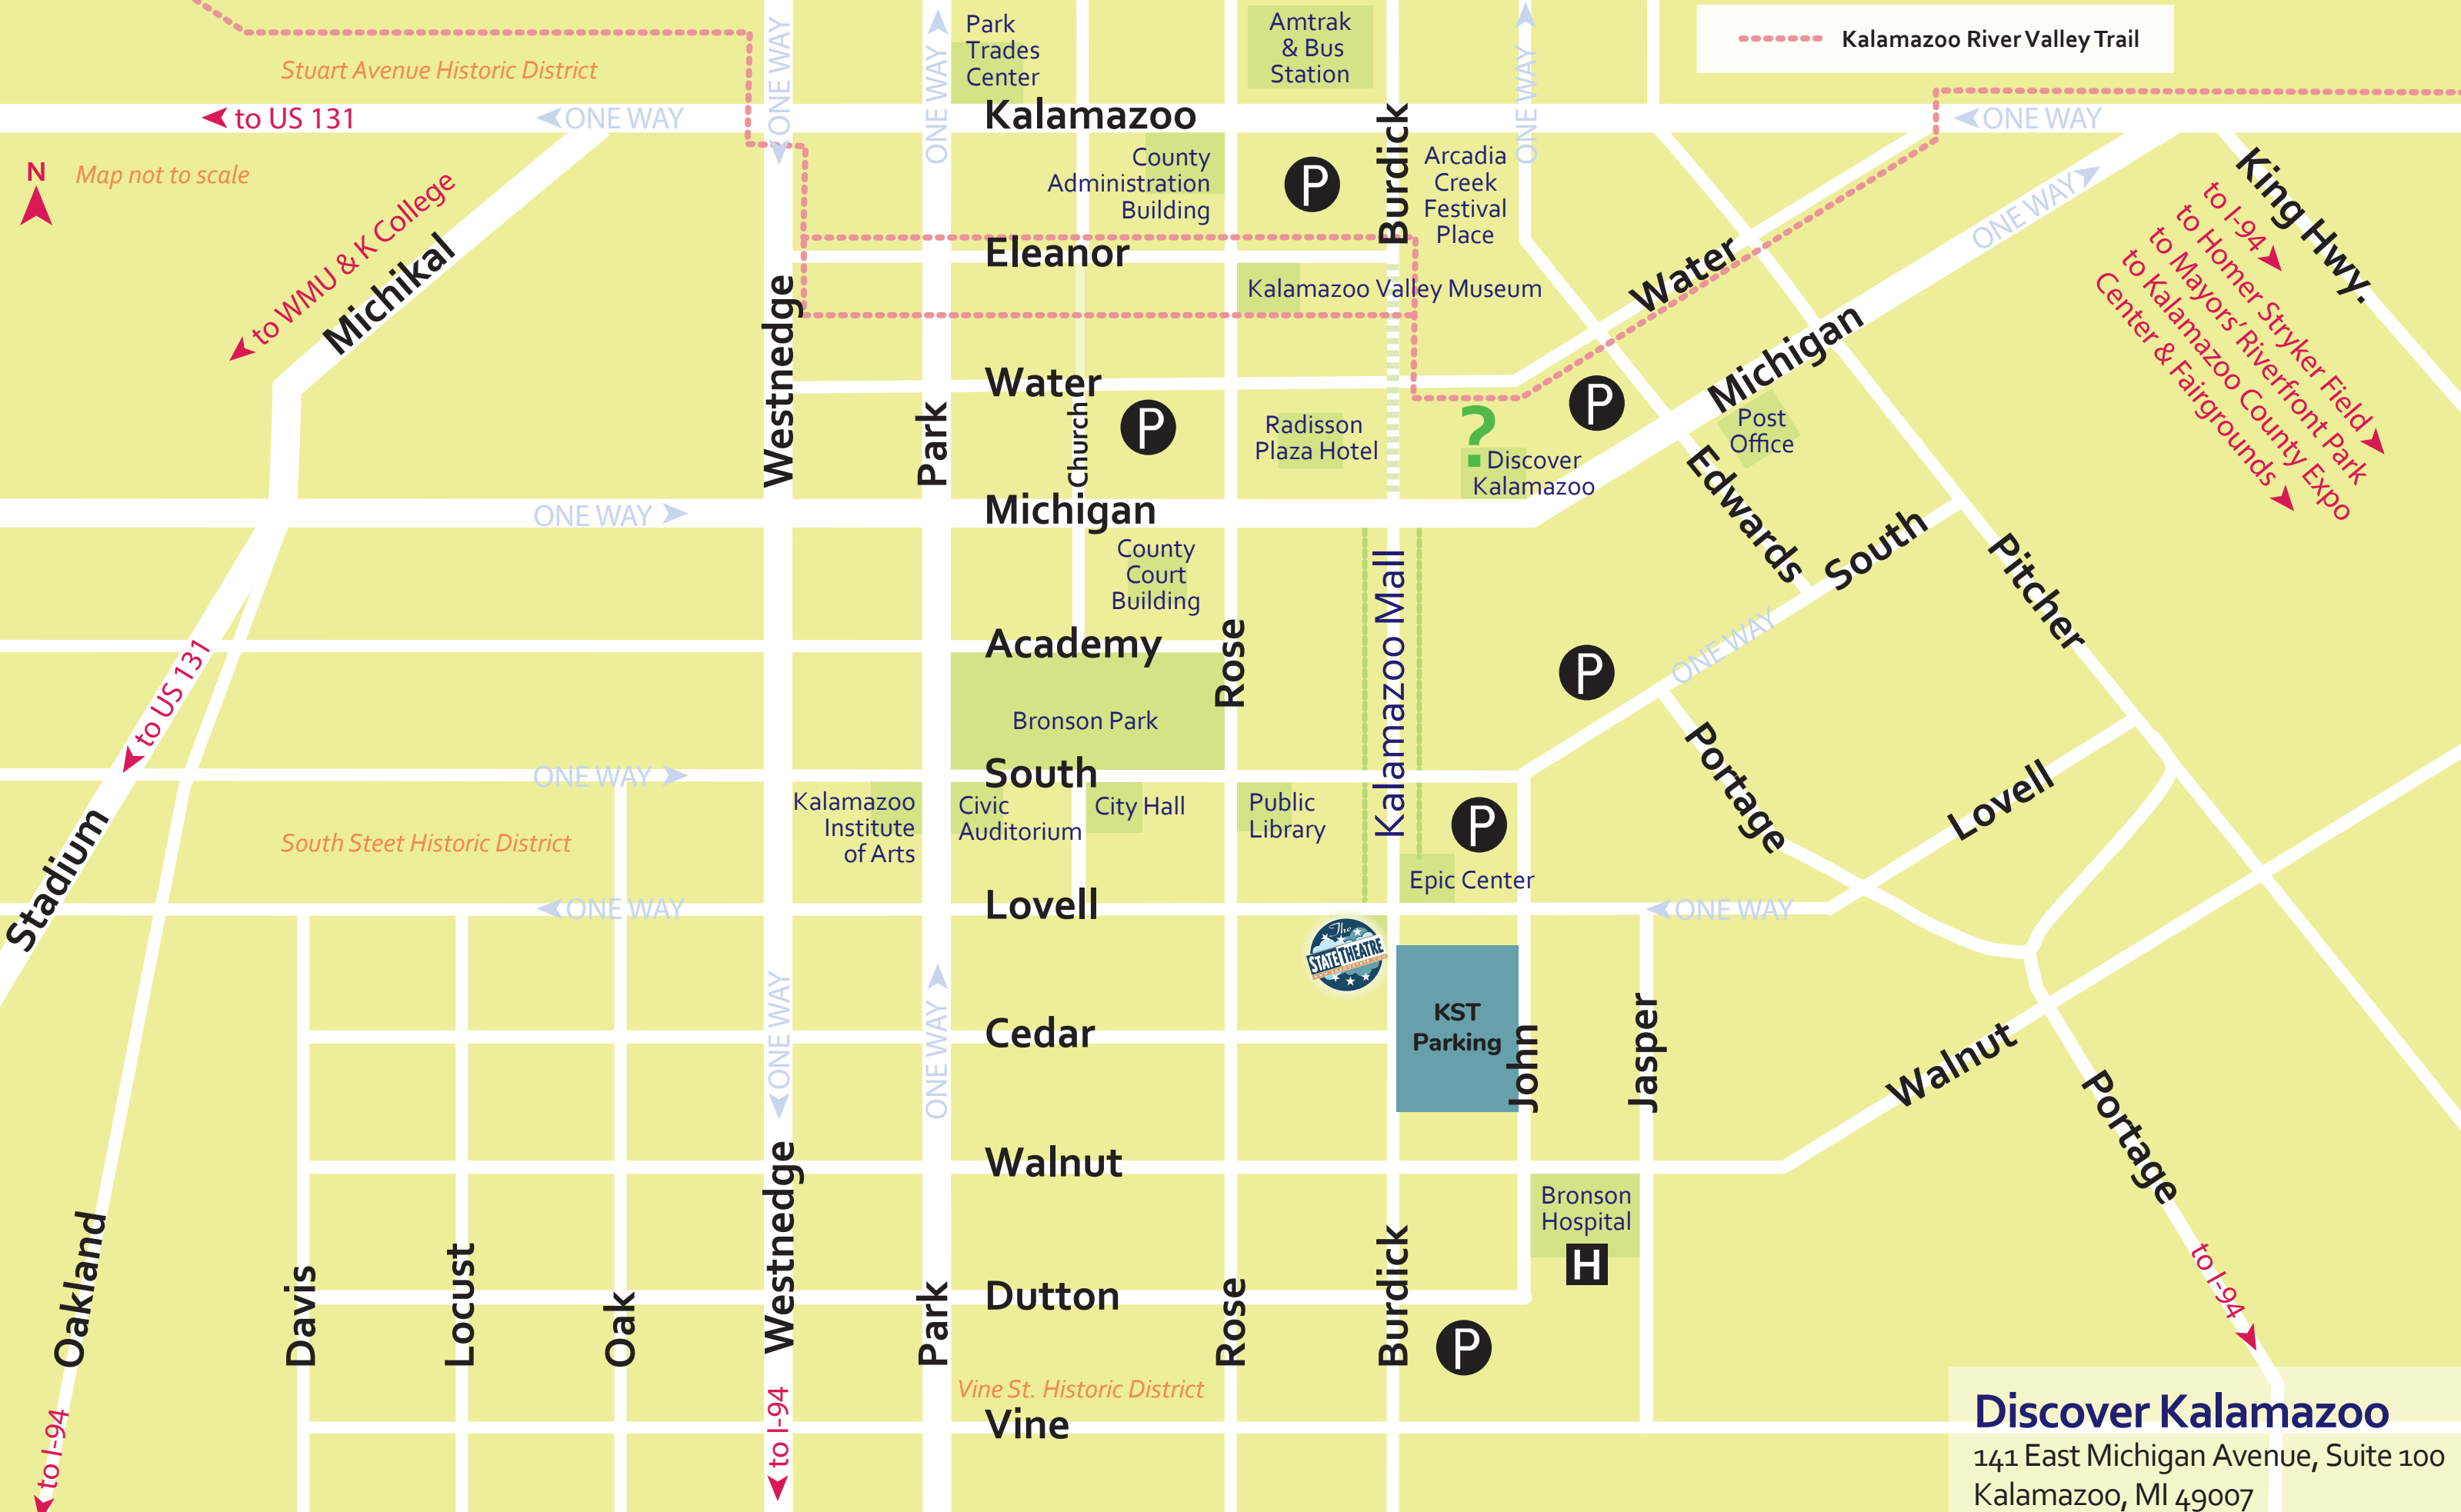 Park
Trades
Center
Amtrak
& Bus
Station
Kalamazoo River Valley Trail
Stuart Avenue Historic District
ONE WAY
ONE WAY
ONE WAY
to US 131
ONE WAY
Kalamazoo
ONE WAY
N
Map not to scale
to WMU & K College
Michikal
County
Administration
Building
P
Burdick
Arcadia
Creek
Festival
Place
ONE WAY
King Hwy.
to I-94
to Homer Stryker Field
to Mayors' Riverfront Park
to Kalamazoo County Expo
Center & Fairgrounds
Eleanor
Kalamazoo Valley Museum
Water
Michigan
Westnedge
Park
Water
Church
P
Radisson
Plaza Hotel
?
Discover
Kalamazoo
P
Post
Office
Edwards
South
Pitcher
ONE WAY
Michigan
County
Court
Building
Kalamazoo Mall
Academy
Rose
ONE WAY
P
to US 131
Bronson Park
Portage
Lovell
ONE WAY
South
Kalamazoo
Institute
of Arts
Civic
Auditorium
City Hall
Public
Library
P
South Steet Historic District
Stadium
Epic Center
ONE WAY
Lovell
ONE WAY
The
STATE THEATRE
KST
Parking
ONE WAY
ONE WAY
Cedar
John
Jasper
Walnut
Portage
Walnut
Westnedge
Bronson
Hospital
H
Oakland
Davis
Locust
Oak
Park
Dutton
Rose
Burdick
P
to I-94
Vine St. Historic District
Vine
to I-94
to I-94
Discover Kalamazoo
141 East Michigan Avenue, Suite 100
Kalamazoo, MI 49007